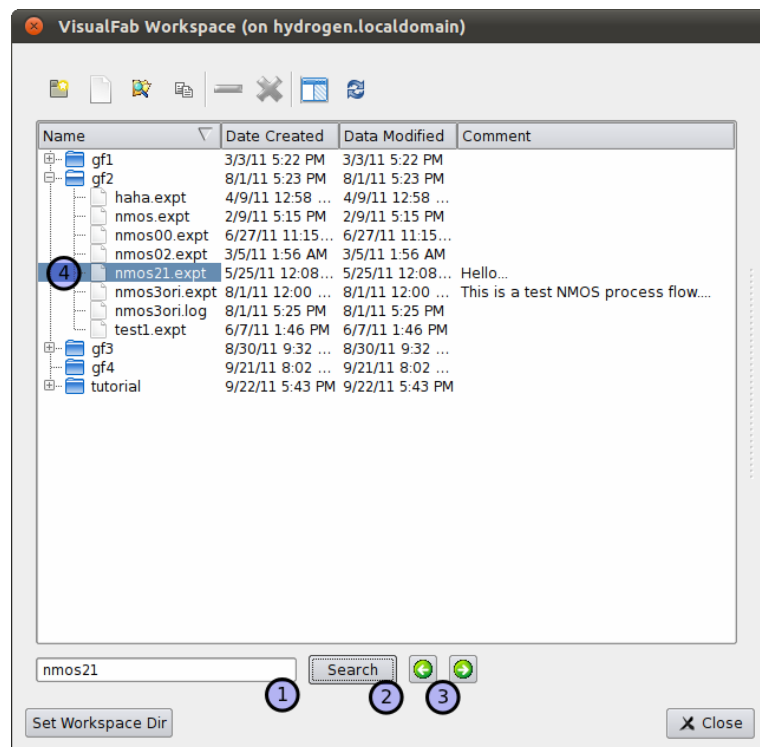 VisualFab Workspace (on hydrogen.localdomain)
Name Date Created Data Modified Comment
gf1 3/3/11 5:22 PM 3/3/11 5:22 PM
gf2 8/1/11 5:23 PM 8/1/11 5:23 PM
haha.expt 4/9/11 12:58 ... 4/9/11 12:58 ...
nmos.expt 2/9/11 5:15 PM 2/9/11 5:15 PM
nmos00.expt 6/27/11 11:15... 6/27/11 11:15...
nmos02.expt 3/5/11 1:56 AM 3/5/11 1:56 AM
4 nmos21.expt 5/25/11 12:08... 5/25/11 12:08... Hello...
nmos3ori.expt 8/1/11 12:00 ... 8/1/11 12:00 ... This is a test NMOS process flow....
nmos3ori.log 8/1/11 5:25 PM 8/1/11 5:25 PM
test1.expt 6/7/11 1:46 PM 6/7/11 1:46 PM
gf3 8/30/11 9:32 ... 8/30/11 9:32 ...
gf4 9/21/11 8:02 ... 9/21/11 8:02 ...
tutorial 9/22/11 5:43 PM 9/22/11 5:43 PM
nmos21 Search
1 2 3
Set Workspace Dir Close